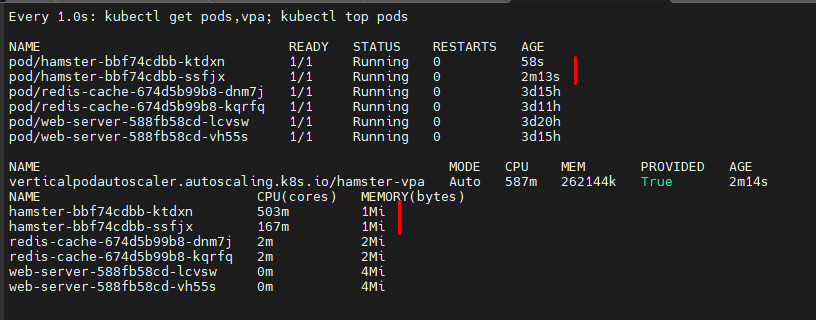 Every 1.0s: kubectl get pods,vpa; kubectl top pods
NAME READY STATUS RESTARTS AGE
pod/hamster-bbf74cdbb-ktdxn 1/1 Running 0 58s
pod/hamster-bbf74cdbb-ssfjx 1/1 Running 0 2m13s
pod/redis-cache-674d5b99b8-dnm7j 1/1 Running 0 3d15h
pod/redis-cache-674d5b99b8-kqrfq 1/1 Running 0 3d11h
pod/web-server-588fb58cd-lcvsw 1/1 Running 0 3d20h
pod/web-server-588fb58cd-vh55s 1/1 Running 0 3d15h
NAME MODE CPU MEM PROVIDED AGE
verticalpodautoscaler.autoscaling.k8s.io/hamster-vpa Auto 587m 262144k True 2m14s
NAME CPU(cores) MEMORY(bytes)
hamster-bbf74cdbb-ktdxn 503m 1Mi
hamster-bbf74cdbb-ssfjx 167m 1Mi
redis-cache-674d5b99b8-dnm7j 2m 2Mi
redis-cache-674d5b99b8-kqrfq 2m 2Mi
web-server-588fb58cd-lcvsw 0m 4Mi
web-server-588fb58cd-vh55s 0m 4Mi